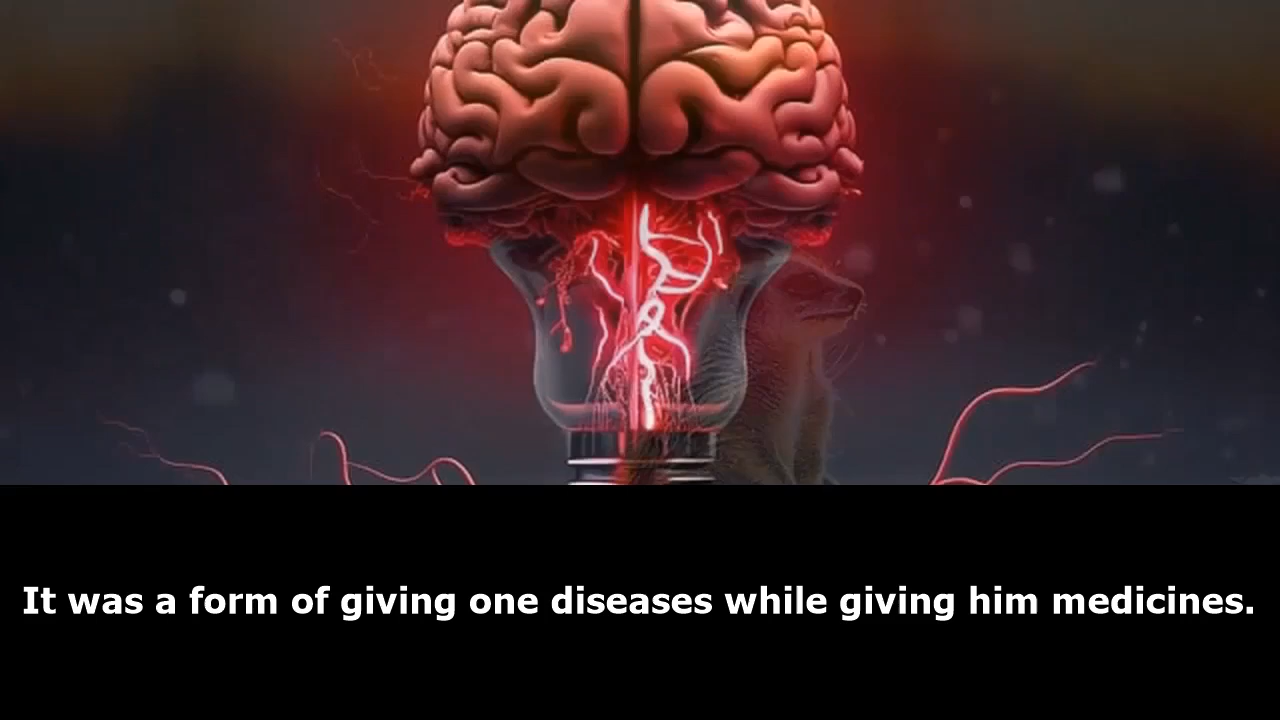 It was a form of giving one diseases while giving him medicines.